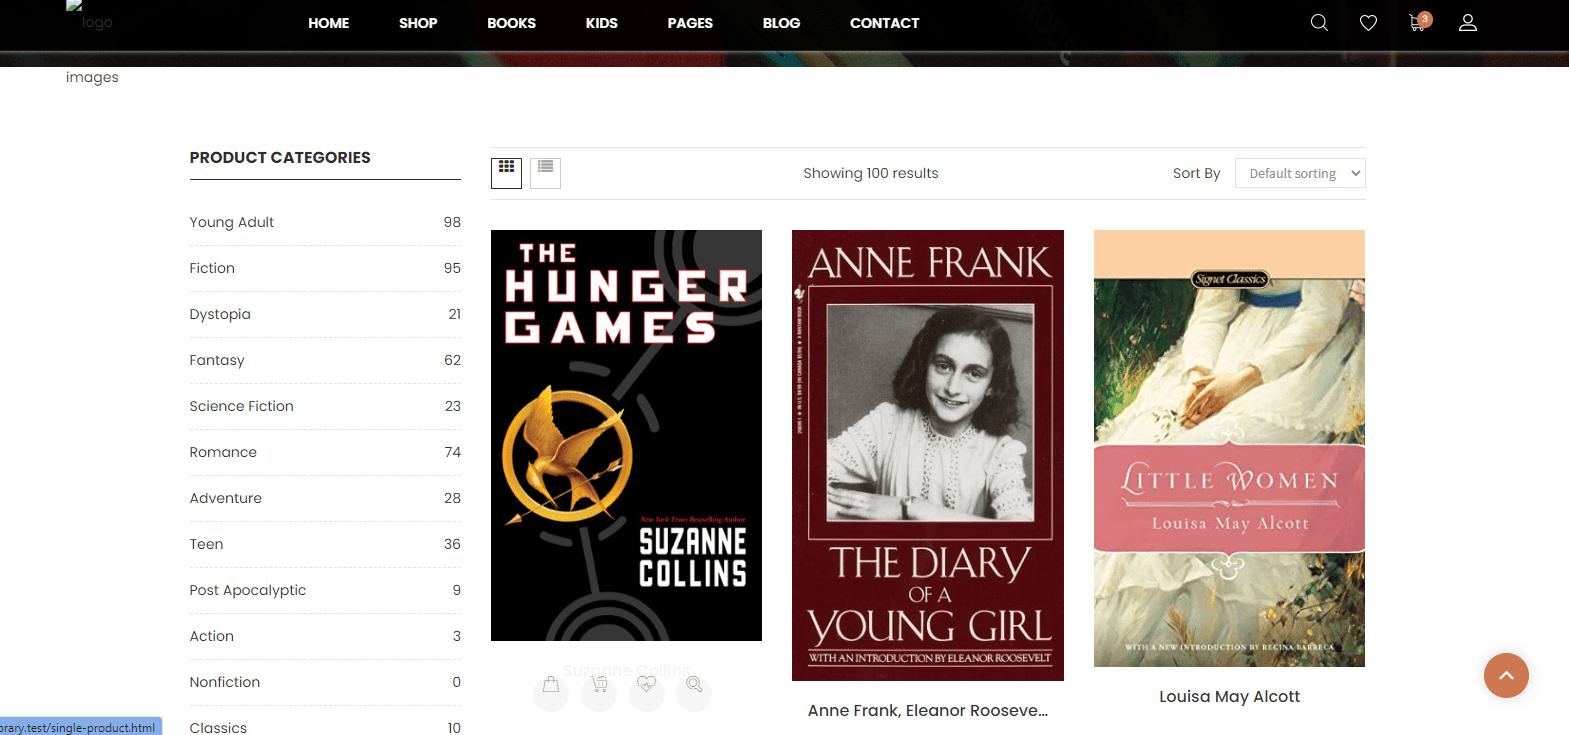 logo
HOME SHOP BOOKS KIDS PAGES BLOG CONTACT
3
images
PRODUCT CATEGORIES
Young Adult 98
Fiction 95
Dystopia 21
Fantasy 62
Science Fiction 23
Romance 74
Adventure 28
Teen 36
Post Apocalyptic 9
Action 3
Nonfiction 0
Classics 10
Showing 100 results
Sort By Default sorting
THE
HUNGER
GAMES
New York Times Bestselling Author
SUZANNE
COLLINS
Suzanne Collins
ANNE FRANK
THE DIARY
OF A
YOUNG GIRL
WITH AN INTRODUCTION BY ELEANOR ROOSEVELT
Anne Frank, Eleanor Rooseve...
Signet Classics
LITTLE WOMEN
Louisa May Alcott
WITH A NEW INTRODUCTION BY REGINA BARRECA
Louisa May Alcott
brary.test/single-product.html